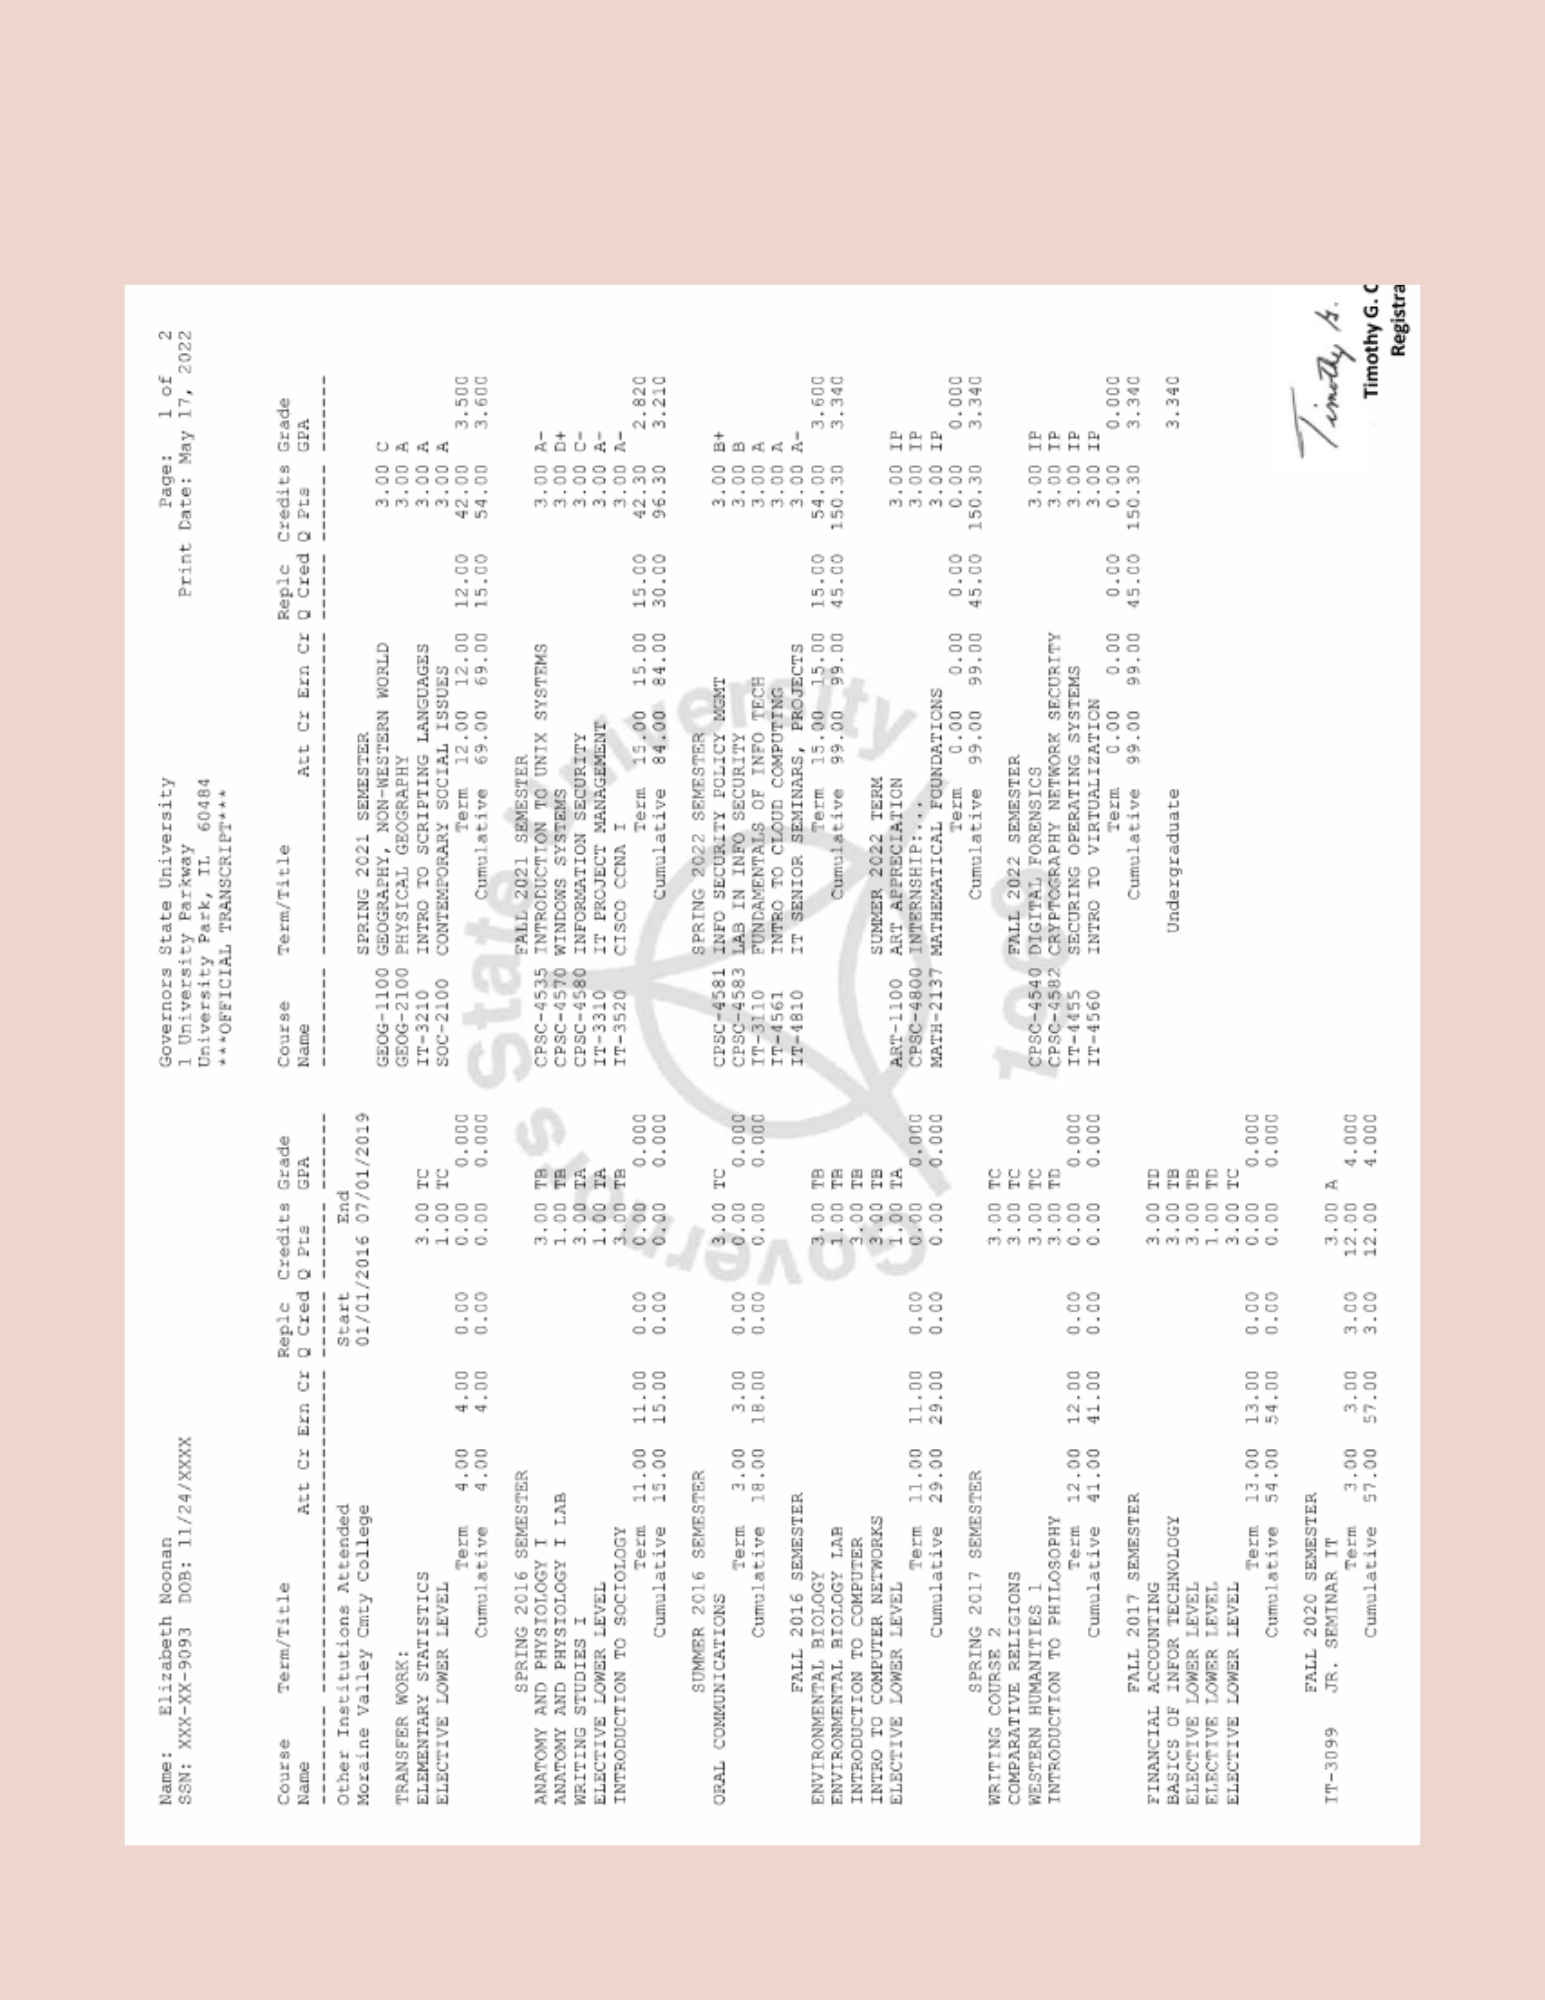 Name: Elizabeth Noonan
SSN: XXX-XX-9093 DOB: 11/24/XXXX
Governors State University
1 University Parkway
University Park, IL 60484
***OFFICIAL TRANSCRIPT***
Page: 1 of 2
Print Date: May 17, 2022
Course Term/Title Replc Credits Grade
Name Att Cr Ern Cr Q Cred Q Pts GPA
Other Institutions Attended Start End
Moraine Valley Cmty College 01/01/2016 07/01/2019
TRANSFER WORK:
ELEMENTARY STATISTICS 3.00 TC
ELECTIVE LOWER LEVEL 1.00 TC
Term 4.00 4.00 0.00 0.00 0.000
Cumulative 4.00 4.00 0.00 0.00 0.000
SPRING 2016 SEMESTER
ANATOMY AND PHYSIOLOGY I 3.00 TB
ANATOMY AND PHYSIOLOGY I LAB 1.00 TB
WRITING STUDIES I 3.00 TA
ELECTIVE LOWER LEVEL 1.00 TA
INTRODUCTION TO SOCIOLOGY 3.00 TB
Term 11.00 11.00 0.00 0.00 0.000
Cumulative 15.00 15.00 0.00 0.00 0.000
SUMMER 2016 SEMESTER
ORAL COMMUNICATIONS 3.00 TC
Term 3.00 3.00 0.00 0.00 0.000
Cumulative 18.00 18.00 0.00 0.00 0.000
FALL 2016 SEMESTER
ENVIRONMENTAL BIOLOGY 3.00 TB
ENVIRONMENTAL BIOLOGY LAB 1.00 TB
INTRODUCTION TO COMPUTER 3.00 TB
INTRO TO COMPUTER NETWORKS 3.00 TB
ELECTIVE LOWER LEVEL 1.00 TA
Term 11.00 11.00 0.00 0.00 0.000
Cumulative 29.00 29.00 0.00 0.00 0.000
SPRING 2017 SEMESTER
WRITING COURSE 2 3.00 TC
COMPARATIVE RELIGIONS 3.00 TC
WESTERN HUMANITIES 1 3.00 TC
INTRODUCTION TO PHILOSOPHY 3.00 TD
Term 12.00 12.00 0.00 0.00 0.000
Cumulative 41.00 41.00 0.00 0.00 0.000
FALL 2017 SEMESTER
FINANCIAL ACCOUNTING 3.00 TD
BASICS OF INFOR TECHNOLOGY 3.00 TB
ELECTIVE LOWER LEVEL 3.00 TB
ELECTIVE LOWER LEVEL 1.00 TD
ELECTIVE LOWER LEVEL 3.00 TC
Term 13.00 13.00 0.00 0.00 0.000
Cumulative 54.00 54.00 0.00 0.00 0.000
FALL 2020 SEMESTER
IT-3099 JR. SEMINAR IT 3.00 A
Term 3.00 3.00 3.00 12.00 4.000
Cumulative 57.00 57.00 3.00 12.00 4.000
Course Term/Title Replc Credits Grade
Name Att Cr Ern Cr Q Cred Q Pts GPA
SPRING 2021 SEMESTER
GEOG-1100 GEOGRAPHY, NON-WESTERN WORLD 3.00 C
GEOG-2100 PHYSICAL GEOGRAPHY 3.00 A
IT-3210 INTRO TO SCRIPTING LANGUAGES 3.00 A
SOC-2100 CONTEMPORARY SOCIAL ISSUES 3.00 A
Term 12.00 12.00 12.00 42.00 3.500
Cumulative 69.00 69.00 15.00 54.00 3.600
FALL 2021 SEMESTER
CPSC-4535 INTRODUCTION TO UNIX SYSTEMS 3.00 A-
CPSC-4570 WINDOWS SYSTEMS 3.00 D+
CPSC-4580 INFORMATION SECURITY 3.00 C-
IT-3310 IT PROJECT MANAGEMENT 3.00 A-
IT-3520 CISCO CCNA I 3.00 A-
Term 15.00 15.00 15.00 42.30 2.820
Cumulative 84.00 84.00 30.00 96.30 3.210
SPRING 2022 SEMESTER
CPSC-4581 INFO SECURITY POLICY MGMT 3.00 B+
CPSC-4583 LAB IN INFO SECURITY 3.00 B
IT-3110 FUNDAMENTALS OF INFO TECH 3.00 A
IT-4561 INTRO TO CLOUD COMPUTING 3.00 A
IT-4810 IT SENIOR SEMINARS, PROJECTS 3.00 A-
Term 15.00 15.00 15.00 54.00 3.600
Cumulative 99.00 99.00 45.00 150.30 3.340
SUMMER 2022 TERM
ART-1100 ART APPRECIATION 3.00 IP
CPSC-4800 INTERNSHIP:... 3.00 IP
MATH-2137 MATHEMATICAL FOUNDATIONS 3.00 IP
Term 0.00 0.00 0.00 0.00 0.000
Cumulative 99.00 99.00 45.00 150.30 3.340
FALL 2022 SEMESTER
CPSC-4540 DIGITAL FORENSICS 3.00 IP
CPSC-4582 CRYPTOGRAPHY NETWORK SECURITY 3.00 IP
IT-4455 SECURING OPERATING SYSTEMS 3.00 IP
IT-4560 INTRO TO VIRTUALIZATION 3.00 IP
Term 0.00 0.00 0.00 0.00 0.000
Cumulative 99.00 99.00 45.00 150.30 3.340
Undergraduate 3.340
Governors State University
1969
Timothy G.
Timothy G. C
Registra